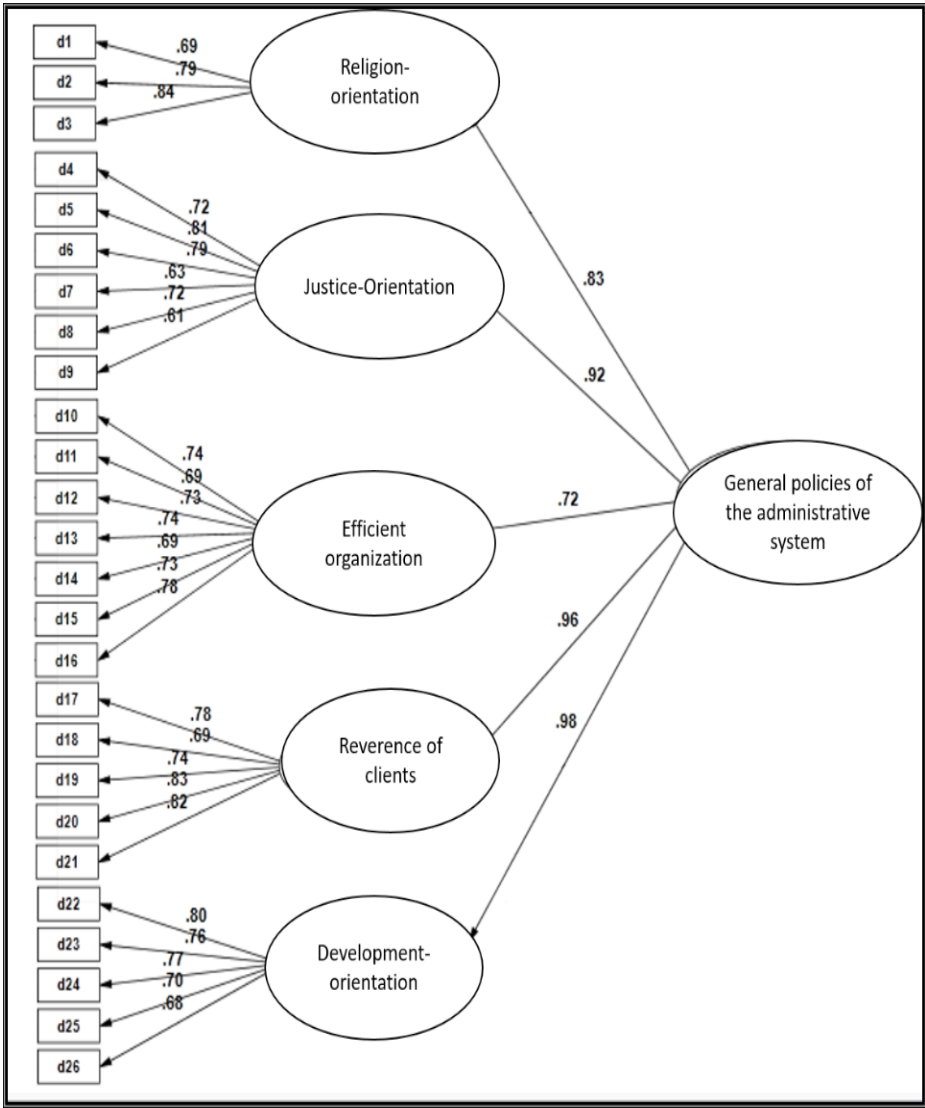 d1
d2
d3
.69
.79
.84
Religion-
orientation
d4
d5
d6
d7
d8
d9
.72
.81
.79
.63
.72
.61
Justice-Orientation
d10
d11
d12
d13
d14
d15
d16
.74
.69
.73
.74
.69
.73
.78
Efficient
organization
d17
d18
d19
d20
d21
.78
.69
.74
.83
.82
Reverence of
clients
d22
d23
d24
d25
d26
.80
.76
.77
.70
.68
Development-
orientation
.83
.92
.72
.96
.98
General policies of
the administrative
system